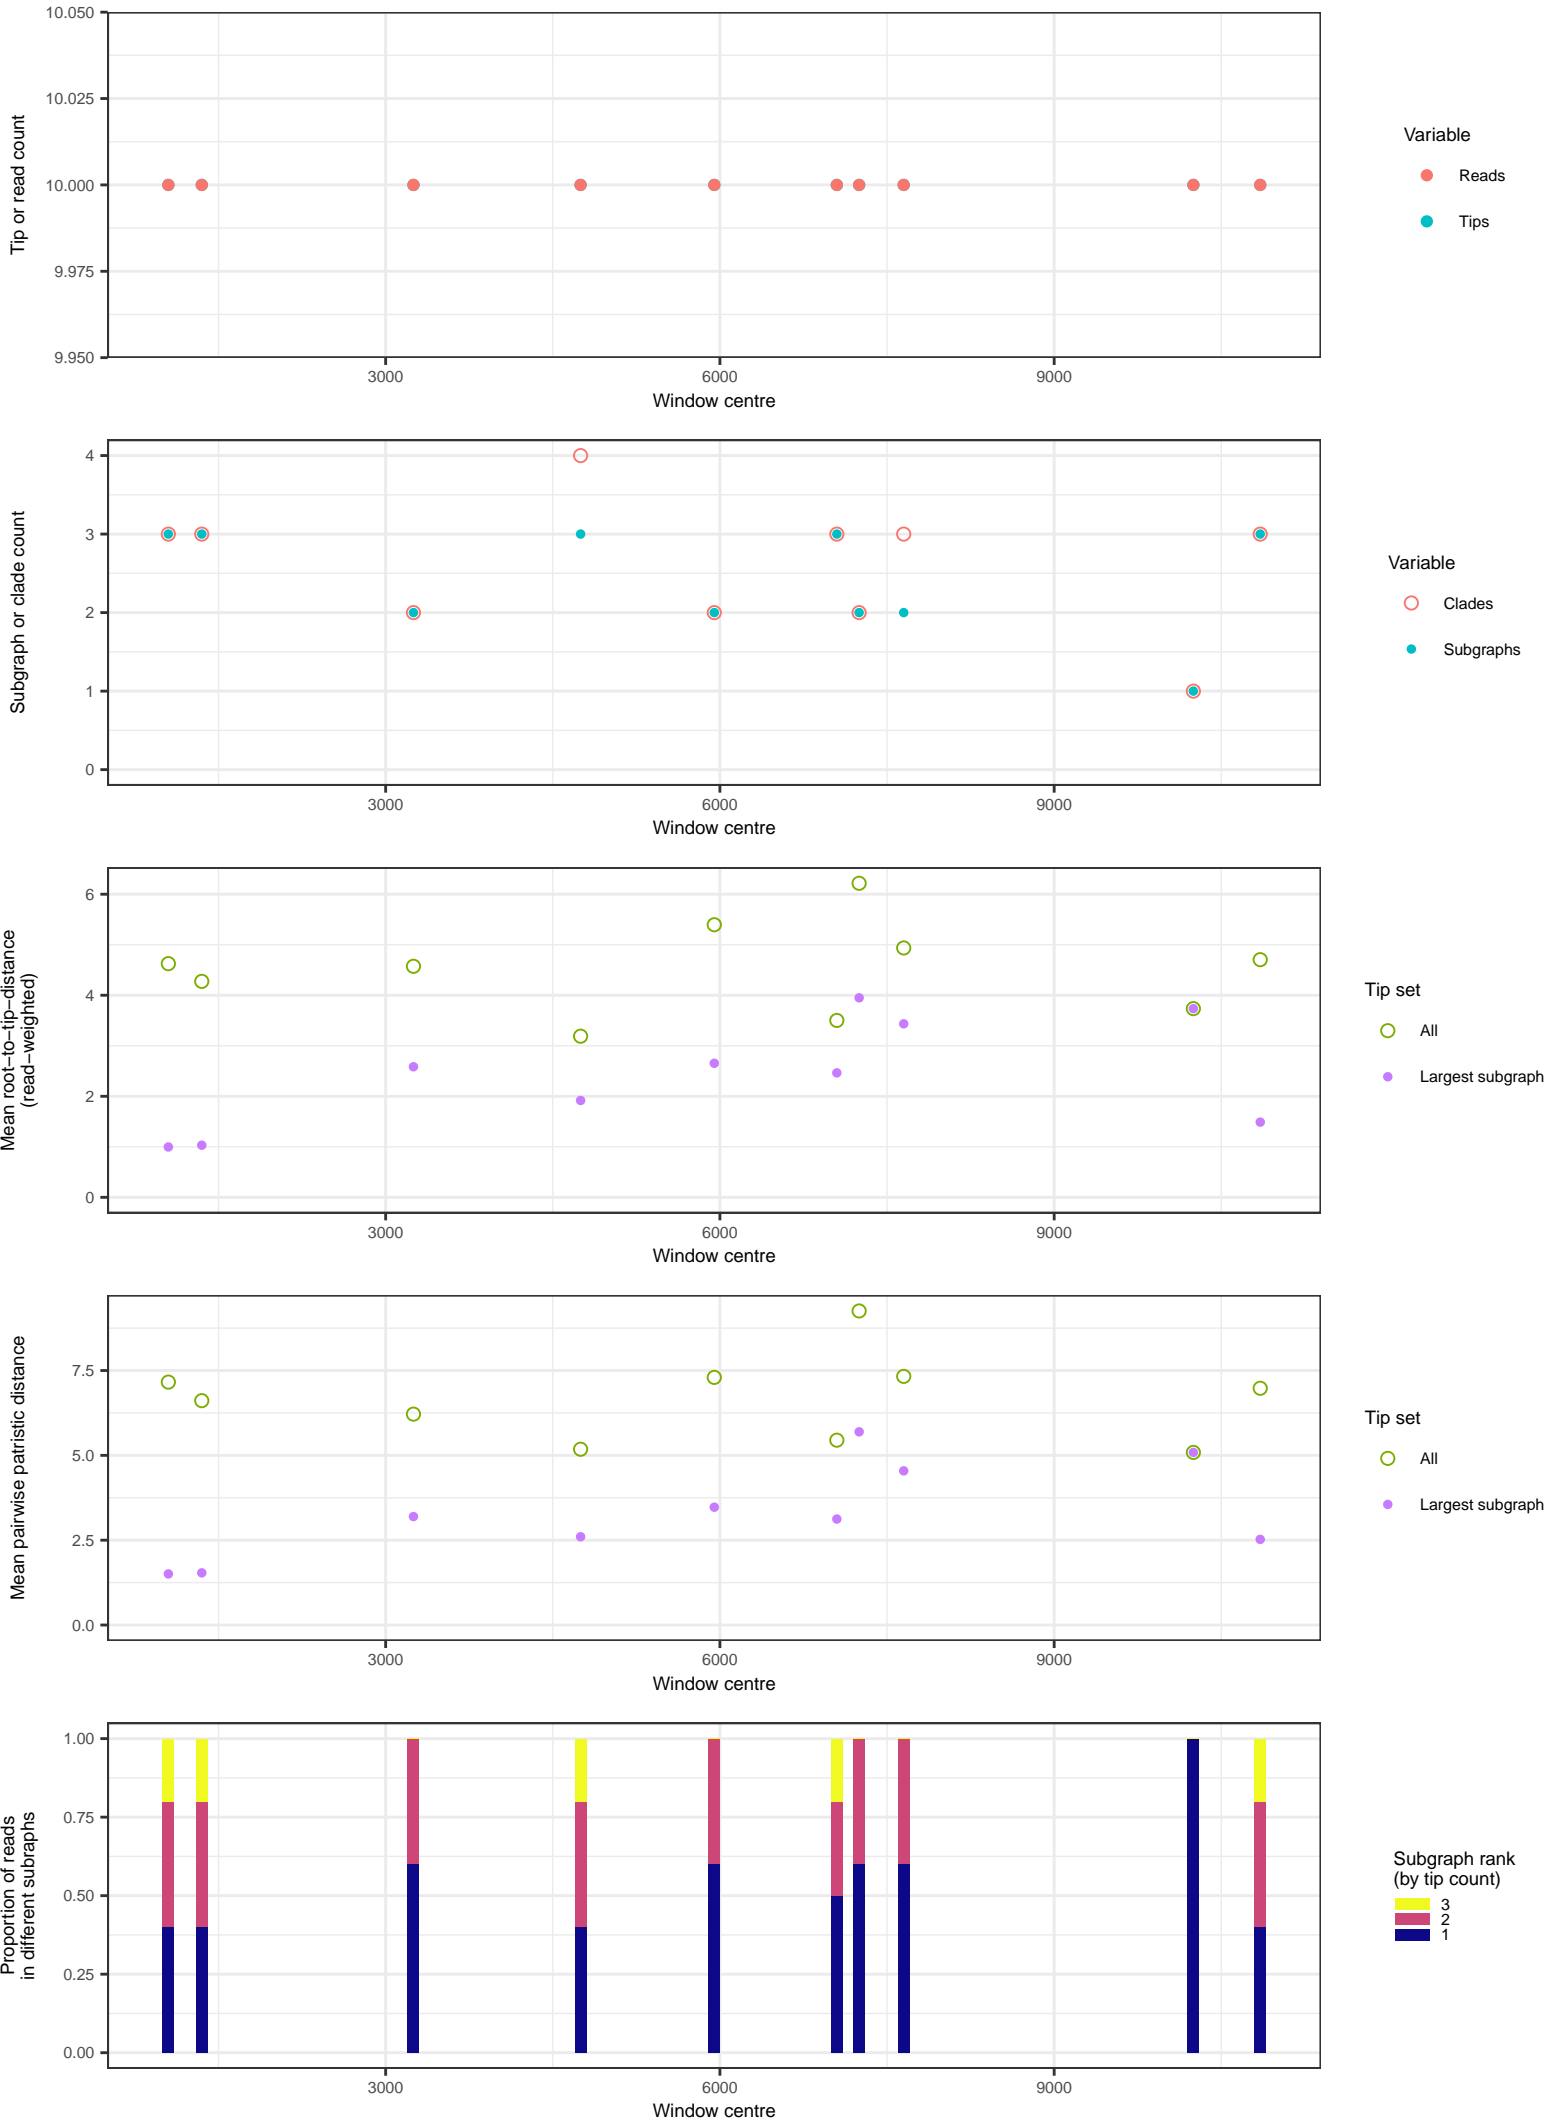 10.050
10.025
10.000
9.975
9.950
Tip or read count
3000
6000
9000
Window centre
Variable
Reads
Tips
4
3
2
1
0
Subgraph or clade count
3000
6000
9000
Window centre
Variable
Clades
Subgraphs
6
4
2
0
Mean root−to−tip−distance
(read−weighted)
3000
6000
9000
Window centre
Tip set
All
Largest subgraph
7.5
5.0
2.5
0.0
Mean pairwise patristic distance
3000
6000
9000
Window centre
Tip set
All
Largest subgraph
1.00
0.75
0.50
0.25
0.00
Proportion of reads
in different subraphs
3000
6000
9000
Window centre
Subgraph rank
(by tip count)
3
2
1